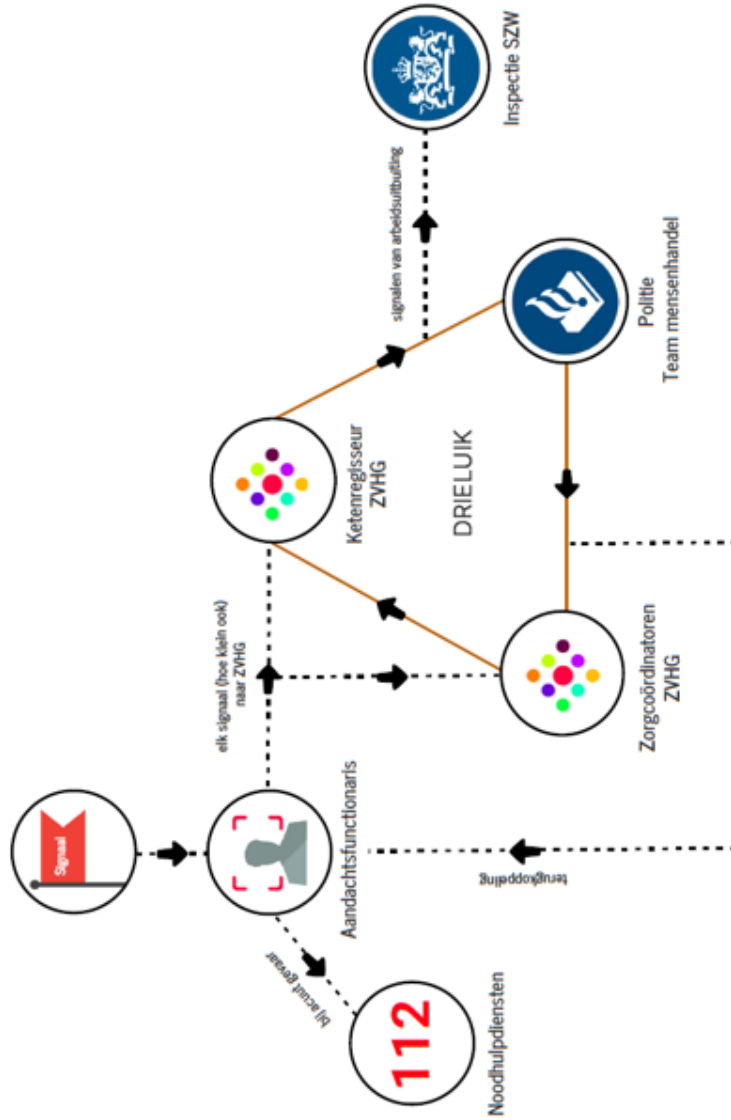 Signaal
Aandachtsfunctionaris
bij acuut gevaar
112
Noodhulpdiensten
elk signaal (hoe klein ook)
naar ZVHG
Ketenregisseur
ZVHG
signalen van arbeidsuitbuiting
Inspectie SZW
DRIELUIK
Zorgcoördinatoren
ZVHG
Politie
Team mensenhandel
terugkoppeling